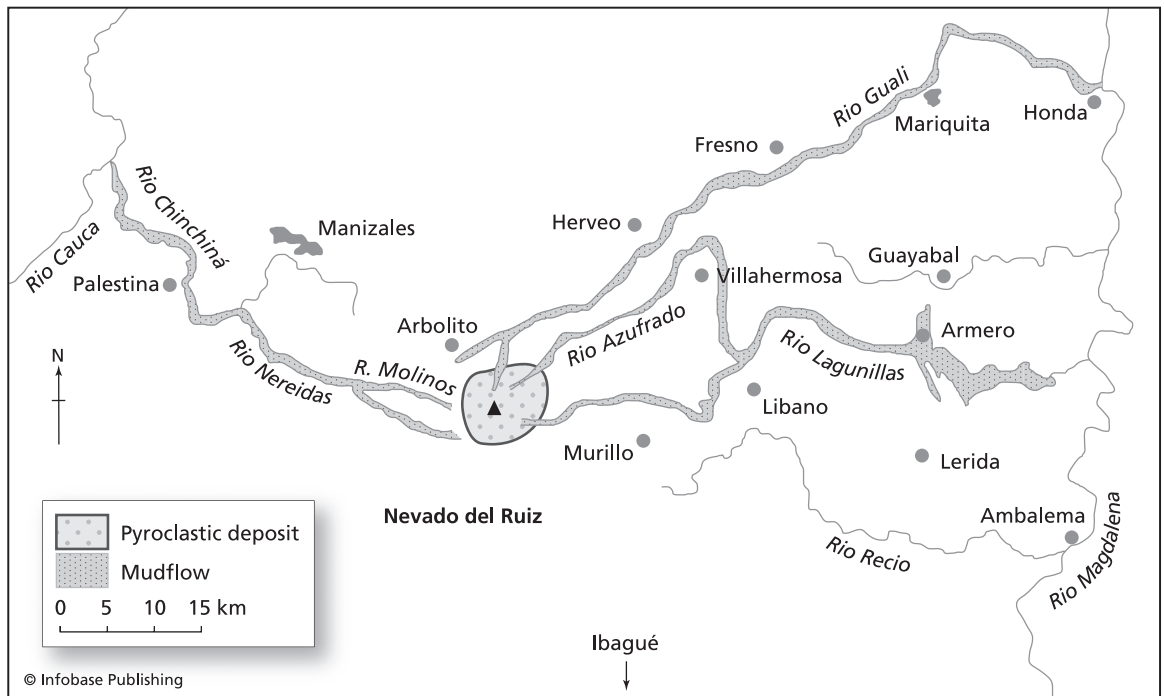 Rio Guali
Mariquita
Honda
Fresno
Rio Chinchiná
Manizales
Herveo
Rio Cauca
Guayabal
Palestina
Villahermosa
Arbolito
Rio Azufrado
Armero
N
Rio Lagunillas
R. Molinos
Rio Nereidas
Libano
Murillo
Lerida
Nevado del Ruiz
Ambalema
Pyroclastic deposit
Rio Recio
Rio Magdalena
Mudflow
0 5 10 15 km
Ibagué
© Infobase Publishing